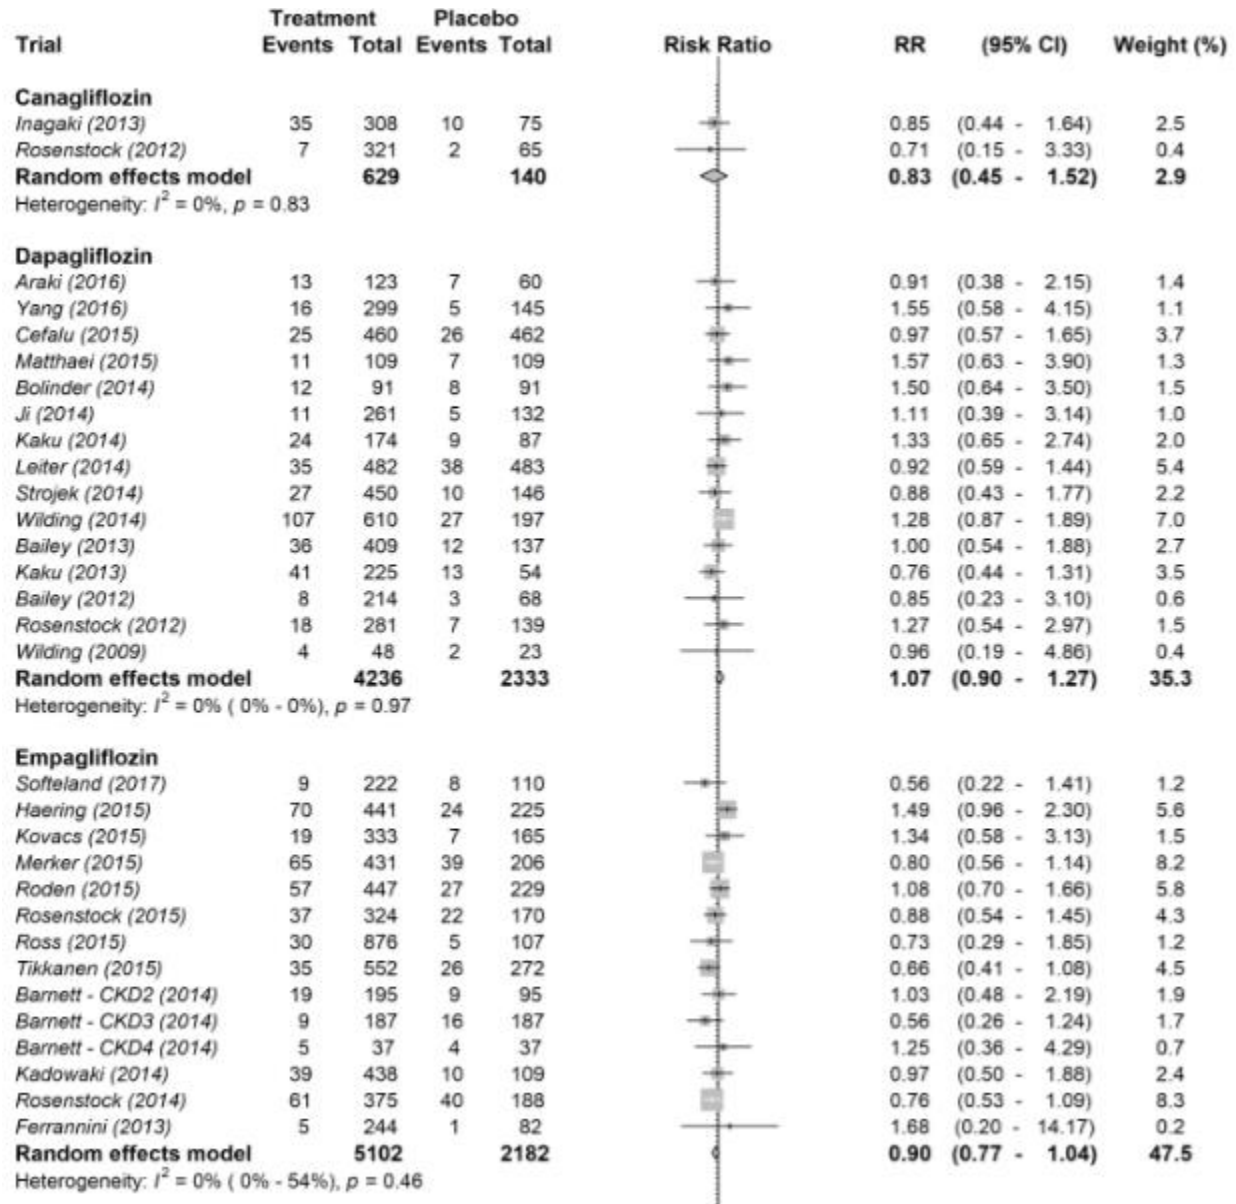 Treatment Placebo
Trial Events Total Events Total Risk Ratio RR (95% CI) Weight (%)
Canagliflozin
Inagaki (2013) 35 308 10 75 0.85 (0.44 - 1.64) 2.5
Rosenstock (2012) 7 321 2 65 0.71 (0.15 - 3.33) 0.4
Random effects model 629 140 0.83 (0.45 - 1.52) 2.9
Heterogeneity: I² = 0%, p = 0.83
Dapagliflozin
Araki (2016) 13 123 7 60 0.91 (0.38 - 2.15) 1.4
Yang (2016) 16 299 5 145 1.55 (0.58 - 4.15) 1.1
Cefalu (2015) 25 460 26 462 0.97 (0.57 - 1.65) 3.7
Matthaei (2015) 11 109 7 109 1.57 (0.63 - 3.90) 1.3
Bolinder (2014) 12 91 8 91 1.50 (0.64 - 3.50) 1.5
Ji (2014) 11 261 5 132 1.11 (0.39 - 3.14) 1.0
Kaku (2014) 24 174 9 87 1.33 (0.65 - 2.74) 2.0
Leiter (2014) 35 482 38 483 0.92 (0.59 - 1.44) 5.4
Strojek (2014) 27 450 10 146 0.88 (0.43 - 1.77) 2.2
Wilding (2014) 107 610 27 197 1.28 (0.87 - 1.89) 7.0
Bailey (2013) 36 409 12 137 1.00 (0.54 - 1.88) 2.7
Kaku (2013) 41 225 13 54 0.76 (0.44 - 1.31) 3.5
Bailey (2012) 8 214 3 68 0.85 (0.23 - 3.10) 0.6
Rosenstock (2012) 18 281 7 139 1.27 (0.54 - 2.97) 1.5
Wilding (2009) 4 48 2 23 0.96 (0.19 - 4.86) 0.4
Random effects model 4236 2333 1.07 (0.90 - 1.27) 35.3
Heterogeneity: I² = 0% ( 0% - 0%), p = 0.97
Empagliflozin
Softeland (2017) 9 222 8 110 0.56 (0.22 - 1.41) 1.2
Haering (2015) 70 441 24 225 1.49 (0.96 - 2.30) 5.6
Kovacs (2015) 19 333 7 165 1.34 (0.58 - 3.13) 1.5
Merker (2015) 65 431 39 206 0.80 (0.56 - 1.14) 8.2
Roden (2015) 57 447 27 229 1.08 (0.70 - 1.66) 5.8
Rosenstock (2015) 37 324 22 170 0.88 (0.54 - 1.45) 4.3
Ross (2015) 30 876 5 107 0.73 (0.29 - 1.85) 1.2
Tikkanen (2015) 35 552 26 272 0.66 (0.41 - 1.08) 4.5
Barnett - CKD2 (2014) 19 195 9 95 1.03 (0.48 - 2.19) 1.9
Barnett - CKD3 (2014) 9 187 16 187 0.56 (0.26 - 1.24) 1.7
Barnett - CKD4 (2014) 5 37 4 37 1.25 (0.36 - 4.29) 0.7
Kadowaki (2014) 39 438 10 109 0.97 (0.50 - 1.88) 2.4
Rosenstock (2014) 61 375 40 188 0.76 (0.53 - 1.09) 8.3
Ferrannini (2013) 5 244 1 82 1.68 (0.20 - 14.17) 0.2
Random effects model 5102 2182 0.90 (0.77 - 1.04) 47.5
Heterogeneity: I² = 0% ( 0% - 54%), p = 0.46